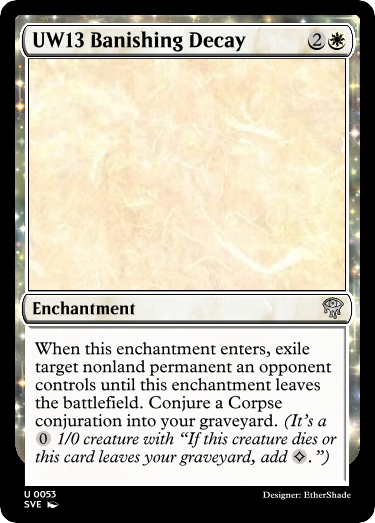 UW13 Banishing Decay 2
Enchantment
When this enchantment enters, exile
target nonland permanent an opponent
controls until this enchantment leaves
the battlefield. Conjure a Corpse
conjuration into your graveyard. (It's a
0 1/0 creature with "If this creature dies or
this card leaves your graveyard, add .")
U 0053
SVE
Designer: EtherShade